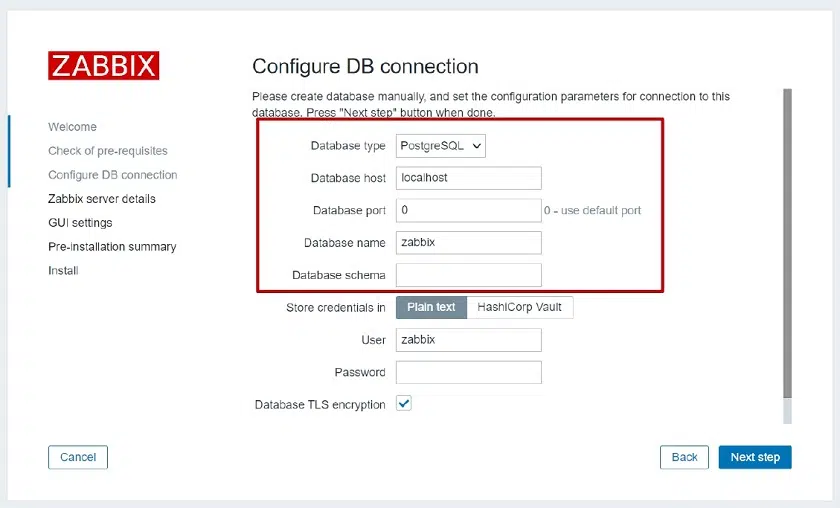 ZABBIX
Welcome
Check of pre-requisites
Configure DB connection
Zabbix server details
GUI settings
Pre-installation summary
Install
Configure DB connection
Please create database manually, and set the configuration parameters for connection to this
database. Press "Next step" button when done.
Database type PostgreSQL
Database host localhost
Database port 0 0 - use default port
Database name zabbix
Database schema
Store credentials in Plain text HashiCorp Vault
User zabbix
Password
Database TLS encryption
Cancel Back Next step